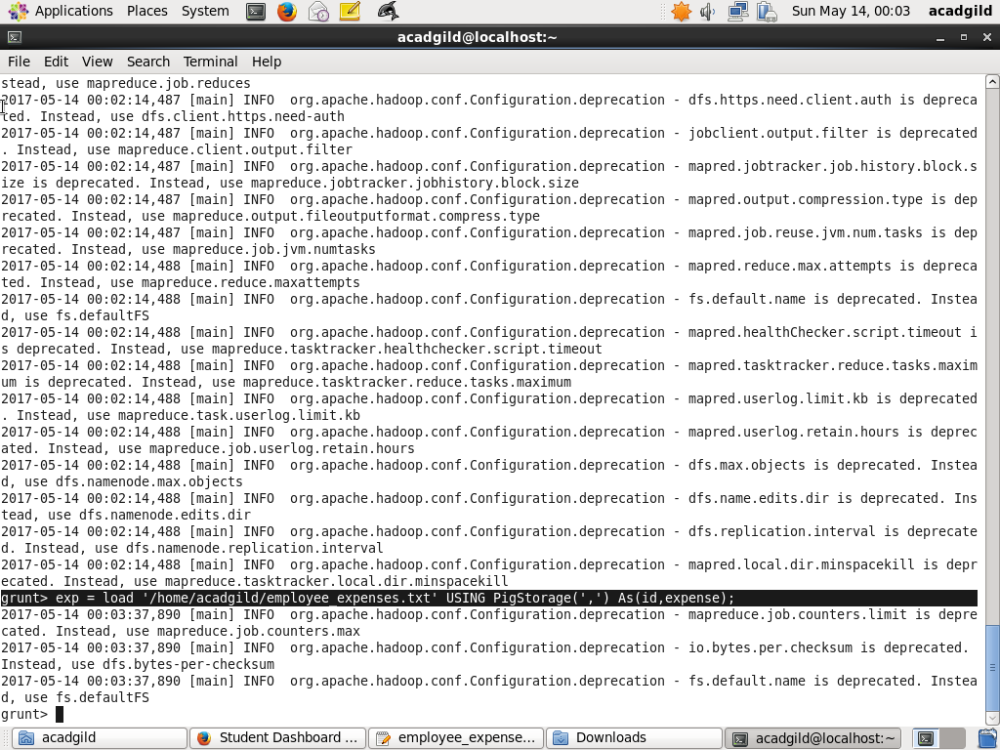 Applications Places System Sun May 14, 00:03 acadgild
acadgild@localhost:~
File Edit View Search Terminal Help
stead, use mapreduce.job.reduces
2017-05-14 00:02:14,487 [main] INFO  org.apache.hadoop.conf.Configuration.deprecation - dfs.https.need.client.auth is depreca
ted. Instead, use dfs.client.https.need-auth
2017-05-14 00:02:14,487 [main] INFO  org.apache.hadoop.conf.Configuration.deprecation - jobclient.output.filter is deprecated
. Instead, use mapreduce.client.output.filter
2017-05-14 00:02:14,487 [main] INFO  org.apache.hadoop.conf.Configuration.deprecation - mapred.jobtracker.job.history.block.s
ize is deprecated. Instead, use mapreduce.jobtracker.jobhistory.block.size
2017-05-14 00:02:14,487 [main] INFO  org.apache.hadoop.conf.Configuration.deprecation - mapred.output.compression.type is dep
recated. Instead, use mapreduce.output.fileoutputformat.compress.type
2017-05-14 00:02:14,487 [main] INFO  org.apache.hadoop.conf.Configuration.deprecation - mapred.job.reuse.jvm.num.tasks is dep
recated. Instead, use mapreduce.job.jvm.numtasks
2017-05-14 00:02:14,488 [main] INFO  org.apache.hadoop.conf.Configuration.deprecation - mapred.reduce.max.attempts is depreca
ted. Instead, use mapreduce.reduce.maxattempts
2017-05-14 00:02:14,488 [main] INFO  org.apache.hadoop.conf.Configuration.deprecation - fs.default.name is deprecated. Instea
d, use fs.defaultFS
2017-05-14 00:02:14,488 [main] INFO  org.apache.hadoop.conf.Configuration.deprecation - mapred.healthChecker.script.timeout i
s deprecated. Instead, use mapreduce.tasktracker.healthchecker.script.timeout
2017-05-14 00:02:14,488 [main] INFO  org.apache.hadoop.conf.Configuration.deprecation - mapred.tasktracker.reduce.tasks.maxim
um is deprecated. Instead, use mapreduce.tasktracker.reduce.tasks.maximum
2017-05-14 00:02:14,488 [main] INFO  org.apache.hadoop.conf.Configuration.deprecation - mapred.userlog.limit.kb is deprecated
. Instead, use mapreduce.task.userlog.limit.kb
2017-05-14 00:02:14,488 [main] INFO  org.apache.hadoop.conf.Configuration.deprecation - mapred.userlog.retain.hours is deprec
ated. Instead, use mapreduce.job.userlog.retain.hours
2017-05-14 00:02:14,488 [main] INFO  org.apache.hadoop.conf.Configuration.deprecation - dfs.max.objects is deprecated. Instea
d, use dfs.namenode.max.objects
2017-05-14 00:02:14,488 [main] INFO  org.apache.hadoop.conf.Configuration.deprecation - dfs.name.edits.dir is deprecated. Ins
tead, use dfs.namenode.edits.dir
2017-05-14 00:02:14,488 [main] INFO  org.apache.hadoop.conf.Configuration.deprecation - dfs.replication.interval is deprecate
d. Instead, use dfs.namenode.replication.interval
2017-05-14 00:02:14,488 [main] INFO  org.apache.hadoop.conf.Configuration.deprecation - mapred.local.dir.minspacekill is depr
ecated. Instead, use mapreduce.tasktracker.local.dir.minspacekill
grunt> exp = load '/home/acadgild/employee_expenses.txt' USING PigStorage(',') As(id,expense);
2017-05-14 00:03:37,890 [main] INFO  org.apache.hadoop.conf.Configuration.deprecation - mapreduce.job.counters.limit is depre
cated. Instead, use mapreduce.job.counters.max
2017-05-14 00:03:37,890 [main] INFO  org.apache.hadoop.conf.Configuration.deprecation - io.bytes.per.checksum is deprecated.
Instead, use dfs.bytes-per-checksum
2017-05-14 00:03:37,890 [main] INFO  org.apache.hadoop.conf.Configuration.deprecation - fs.default.name is deprecated. Instea
d, use fs.defaultFS
grunt>
acadgild Student Dashboard ... employee_expense... Downloads acadgild@localhost:~